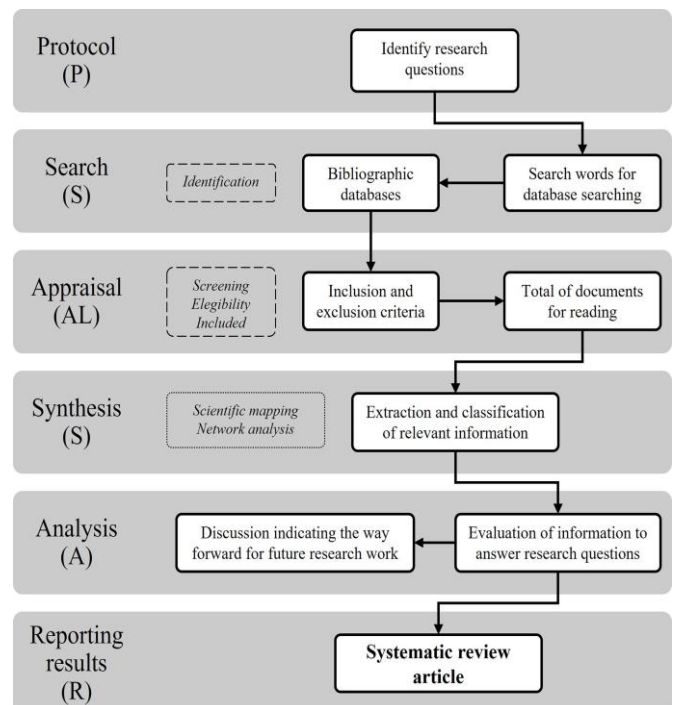 Protocol
(P)
Identify research
questions
Search
(S)
Identification
Bibliographic
databases
Search words for
database searching
Appraisal
(AL)
Screening
Elegibility
Included
Inclusion and
exclusion criteria
Total of documents
for reading
Synthesis
(S)
Scientific mapping
Network analysis
Extraction and classification
of relevant information
Analysis
(A)
Discussion indicating the way
forward for future research work
Evaluation of information to
answer research questions
Reporting
results
(R)
Systematic review
article